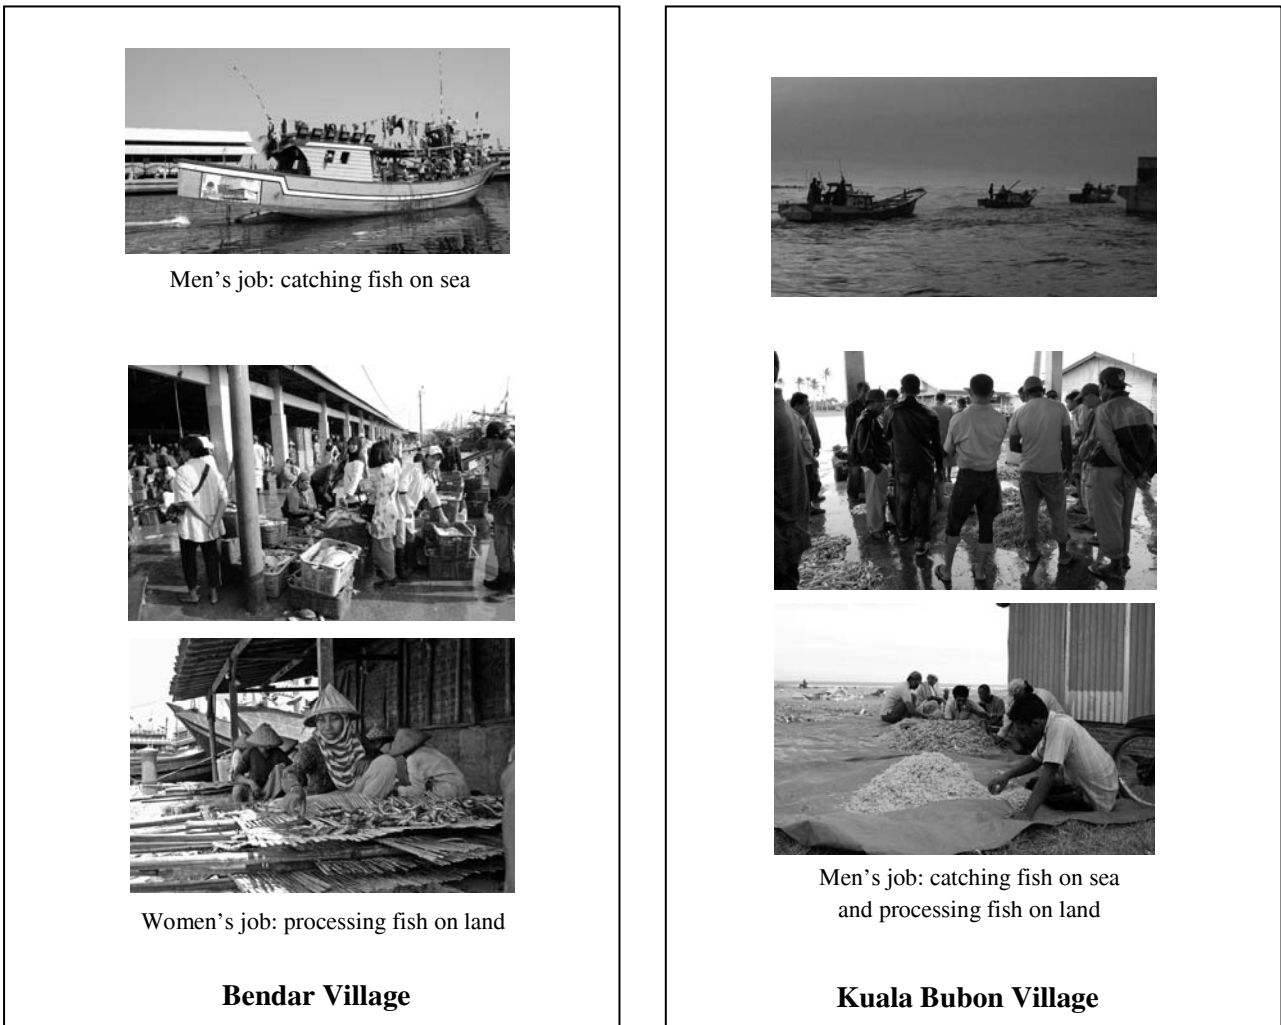 Men's job: catching fish on sea
Women's job: processing fish on land
Bendar Village
Men's job: catching fish on sea
and processing fish on land
Kuala Bubon Village